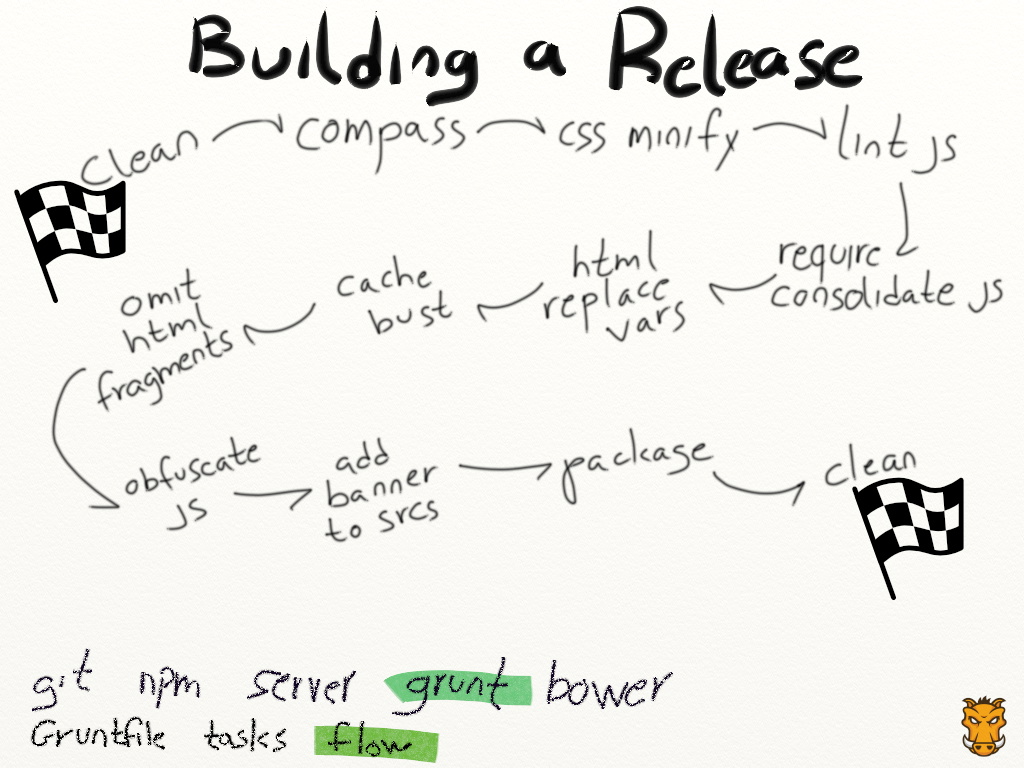 Building a Release
clean compass css minify lint js
require
consolidate js
html
replace
vars
cache
bust
omit
html
fragments
obfuscate
js
add
banner
to srcs
package
clean
git npm server grunt bower
Gruntfile tasks flow